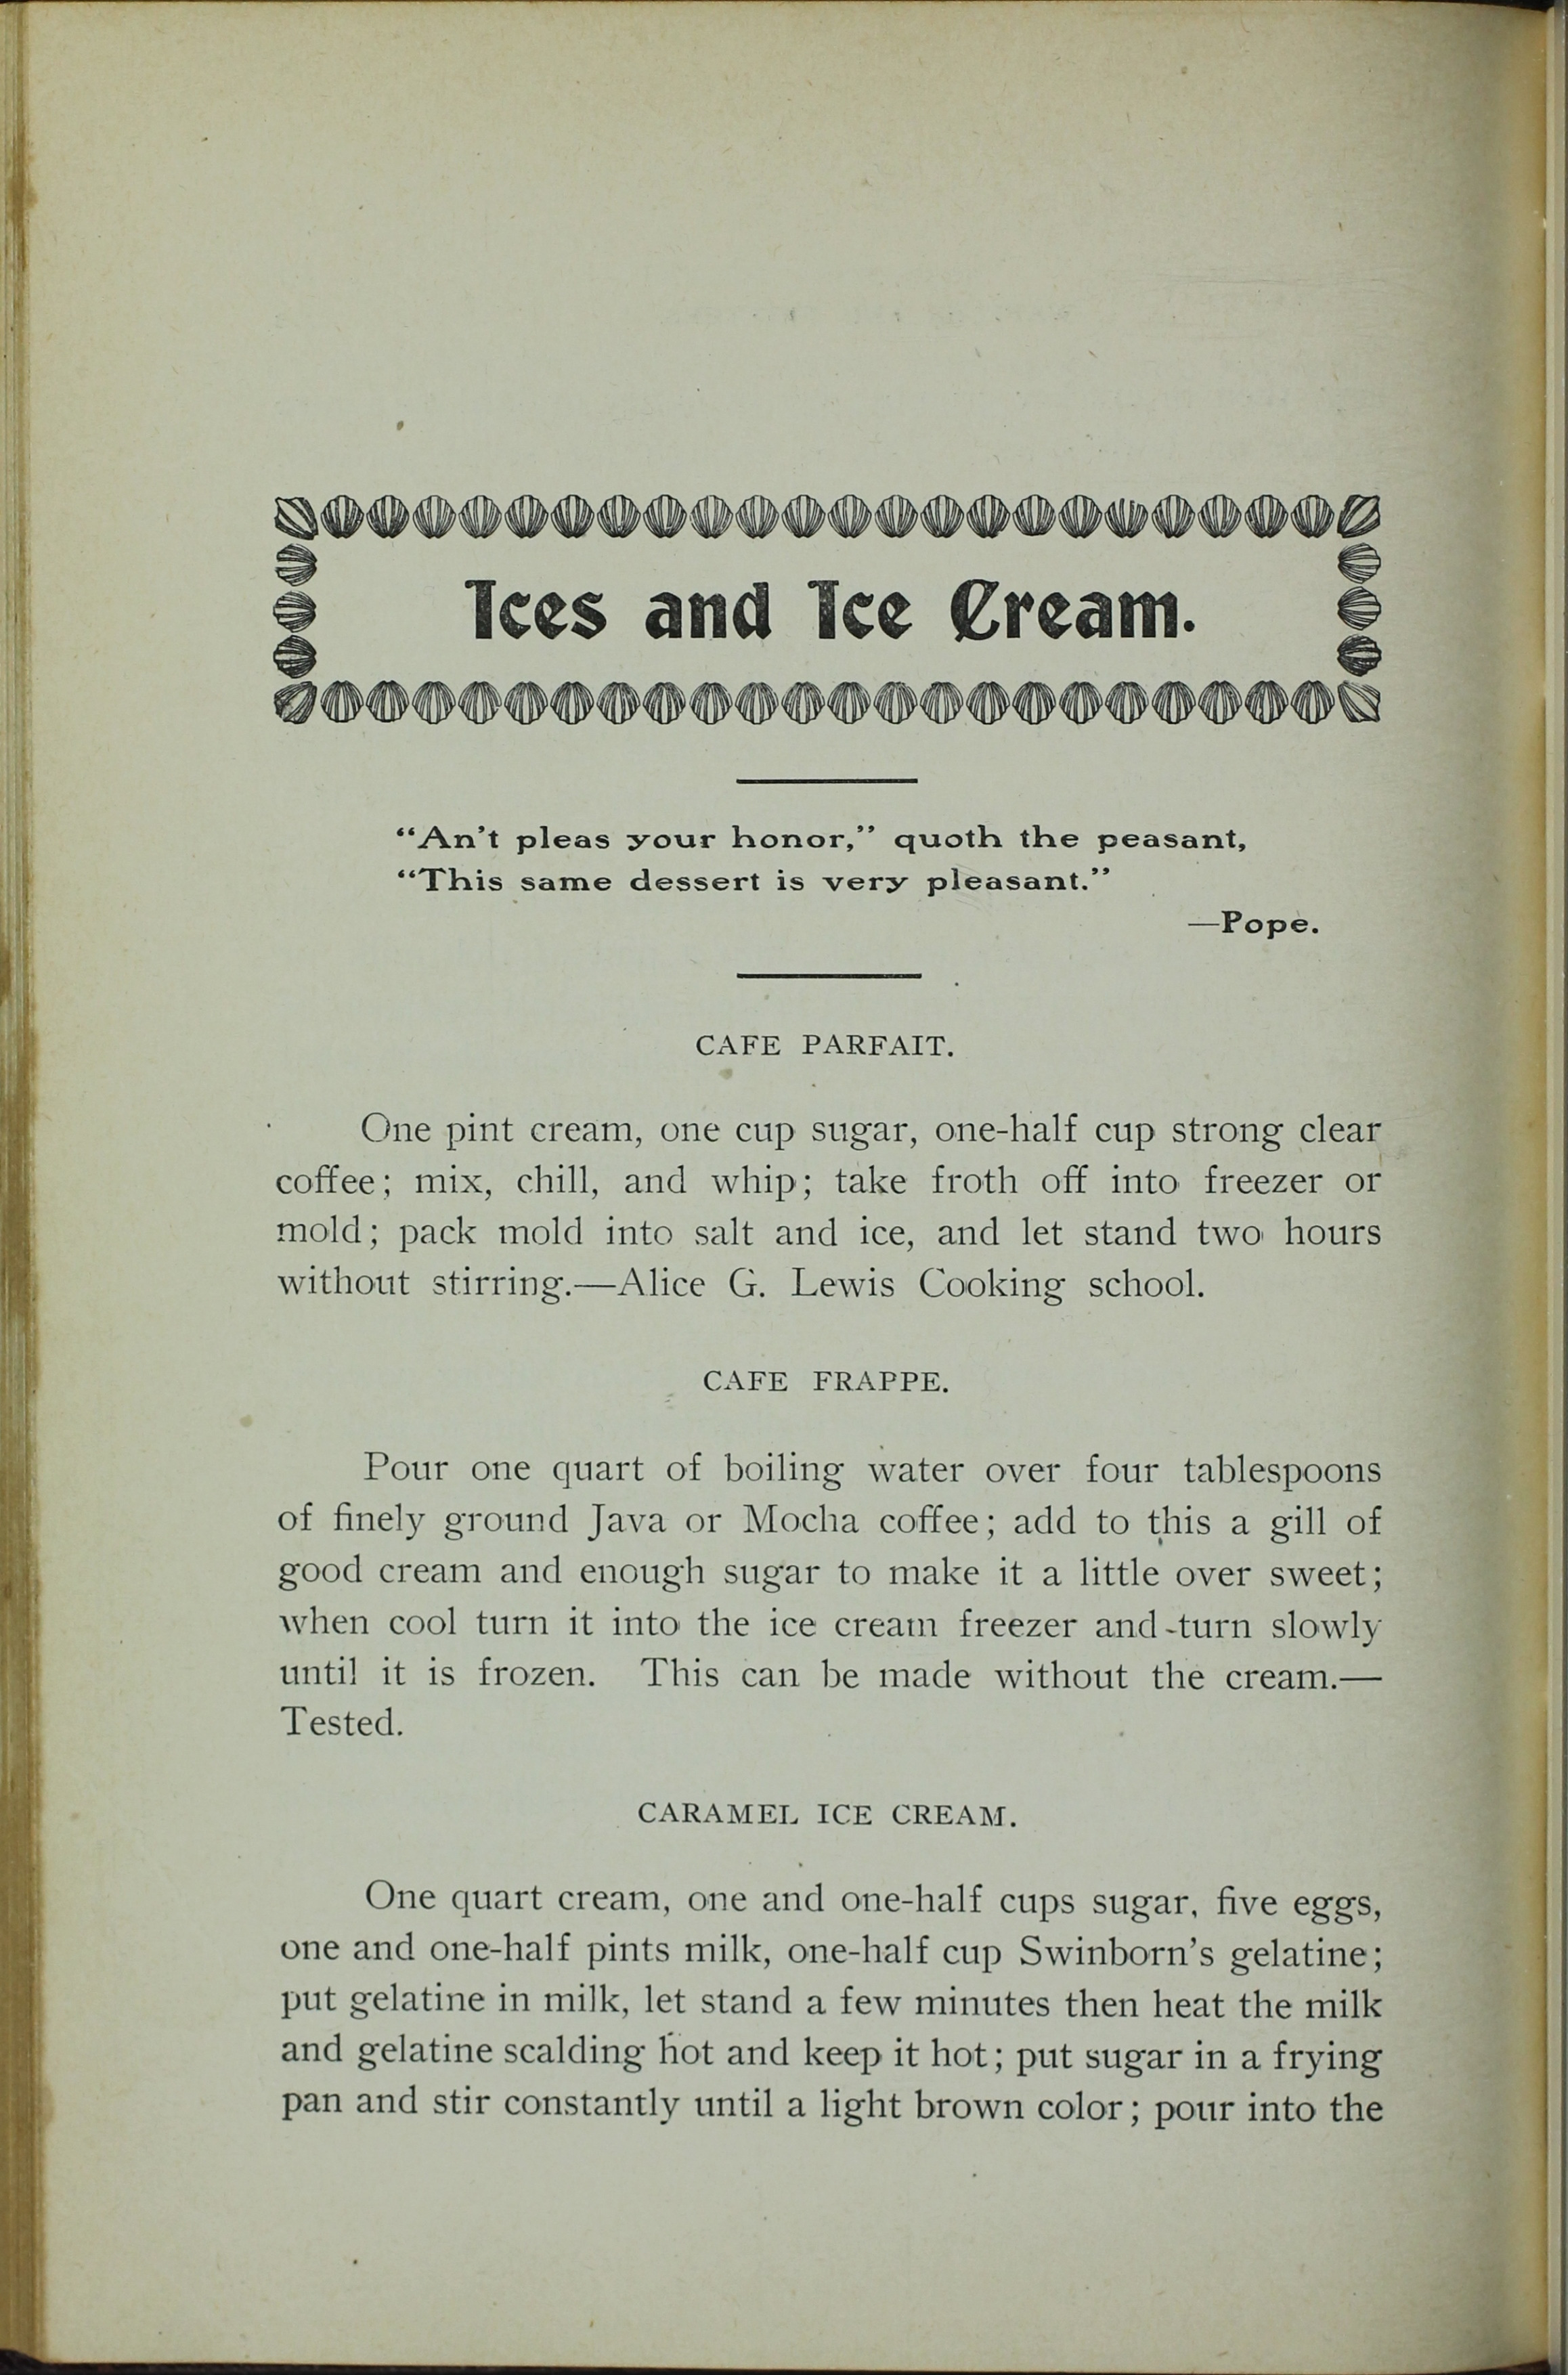 Ices and Ice Cream.
“An’t pleas your honor,” quoth the peasant,
“This same dessert is very pleasant.”
—Pope.
CAFE PARFAIT.
One pint cream, one cup sugar, one-half cup strong clear
coffee; mix, chill, and whip; take froth off into freezer or
mold; pack mold into salt and ice, and let stand two hours
without stirring.—Alice G. Lewis Cooking school.
CAFE FRAPPE.
Pour one quart of boiling water over four tablespoons
of finely ground Java or Mocha coffee; add to this a gill of
good cream and enough sugar to make it a little over sweet;
when cool turn it into the ice cream freezer and turn slowly
until it is frozen. This can be made without the cream.—
Tested.
CARAMEL ICE CREAM.
One quart cream, one and one-half cups sugar, five eggs,
one and one-half pints milk, one-half cup Swinborn’s gelatine;
put gelatine in milk, let stand a few minutes then heat the milk
and gelatine scalding hot and keep it hot; put sugar in a frying
pan and stir constantly until a light brown color; pour into the